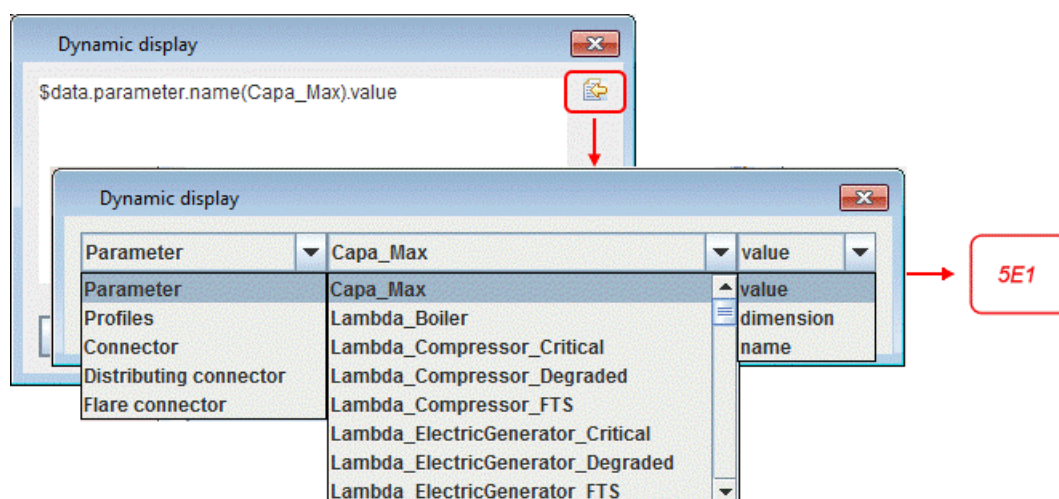 Dynamic display
$data.parameter.name(Capa_Max).value
Dynamic display
Parameter Capa_Max value
Parameter
Profiles
Connector
Distributing connector
Flare connector
Capa_Max
Lambda_Boiler
Lambda_Compressor_Critical
Lambda_Compressor_Degraded
Lambda_Compressor_FTS
Lambda_ElectricGenerator_Critical
Lambda_ElectricGenerator_Degraded
Lambda_ElectricGenerator_FTS
value
dimension
name
5E1